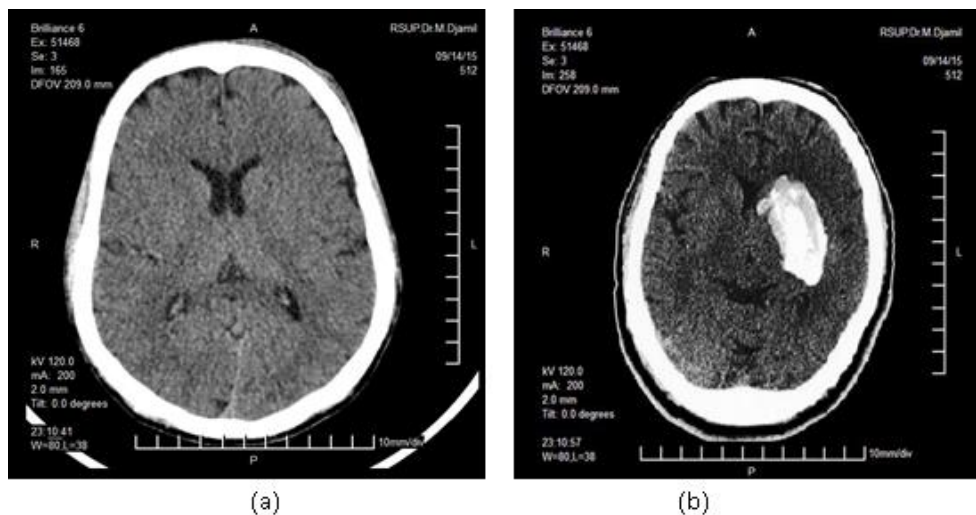 Brilliance 6
Ex: 51468
Se: 3
Im: 165
DFOV 209.0 mm
A
RSUP.Dr.M.Djamil
09/14/15
512
R
L
kV 120.0
mA: 200
2.0 mm
Tilt: 0.0 degrees
23:10:41
W=80,L=38
10mm/div
P
(a)
Brilliance 6
Ex: 51468
Se: 3
Im: 258
DFOV 209.0 mm
A
RSUP.Dr.M.Djamil
09/14/15
512
R
L
kV 120.0
mA: 200
2.0 mm
Tilt: 0.0 degrees
23:10:57
W=80,L=38
10mm/div
P
(b)